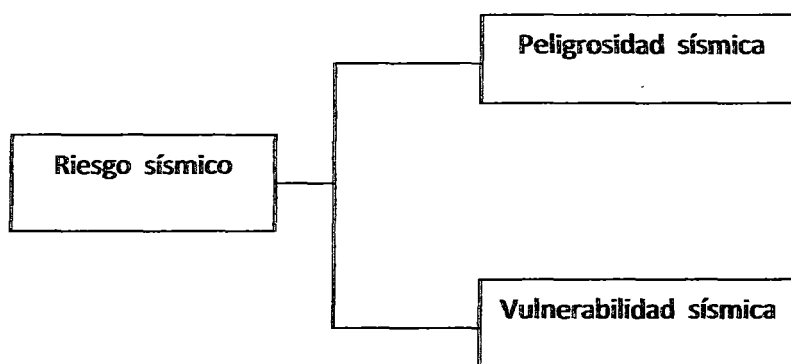 Peligrosidad sísmica
Riesgo sísmico
Vulnerabilidad sísmica